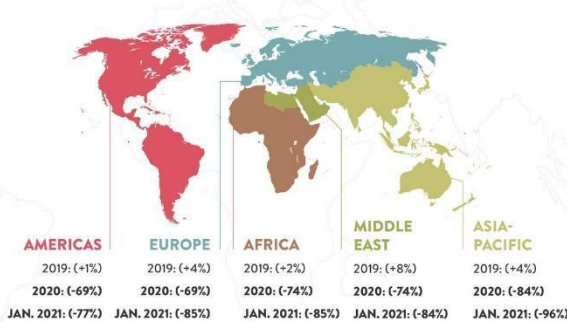 AMERICAS
2019: (+1%)
2020: (-69%)
JAN. 2021: (-77%)
EUROPE
2019: (+4%)
2020: (-69%)
JAN. 2021: (-85%)
AFRICA
2019: (+2%)
2020: (-74%)
JAN. 2021: (-85%)
MIDDLE
EAST
2019: (+8%)
2020: (-74%)
JAN. 2021: (-84%)
ASIA-
PACIFIC
2019: (+4%)
2020: (-84%)
JAN. 2021: (-96%)